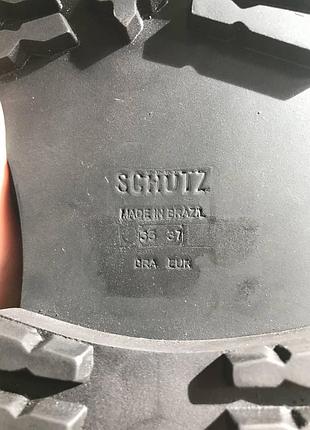 SCHUTZ
MADE IN BRAZIL
35 37
BRA EUR